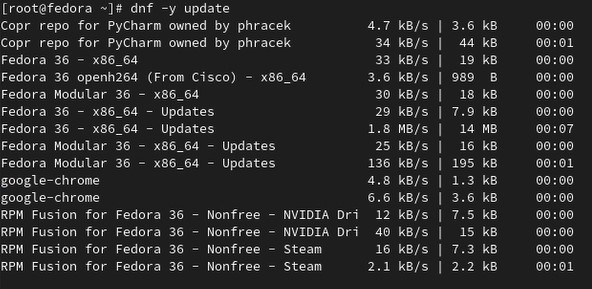 [root@fedora ~]# dnf -y update
Copr repo for PyCharm owned by phracek 4.7 kB/s | 3.6 kB 00:00
Copr repo for PyCharm owned by phracek 34 kB/s | 44 kB 00:01
Fedora 36 - x86_64 33 kB/s | 19 kB 00:00
Fedora 36 openh264 (From Cisco) - x86_64 3.6 kB/s | 989 B 00:00
Fedora Modular 36 - x86_64 30 kB/s | 18 kB 00:00
Fedora 36 - x86_64 - Updates 29 kB/s | 7.9 kB 00:00
Fedora 36 - x86_64 - Updates 1.8 MB/s | 14 MB 00:07
Fedora Modular 36 - x86_64 - Updates 25 kB/s | 16 kB 00:00
Fedora Modular 36 - x86_64 - Updates 136 kB/s | 195 kB 00:01
google-chrome 4.8 kB/s | 1.3 kB 00:00
google-chrome 6.6 kB/s | 3.6 kB 00:00
RPM Fusion for Fedora 36 - Nonfree - NVIDIA Dri 12 kB/s | 7.5 kB 00:00
RPM Fusion for Fedora 36 - Nonfree - NVIDIA Dri 40 kB/s | 15 kB 00:00
RPM Fusion for Fedora 36 - Nonfree - Steam 16 kB/s | 7.3 kB 00:00
RPM Fusion for Fedora 36 - Nonfree - Steam 2.1 kB/s | 2.2 kB 00:01